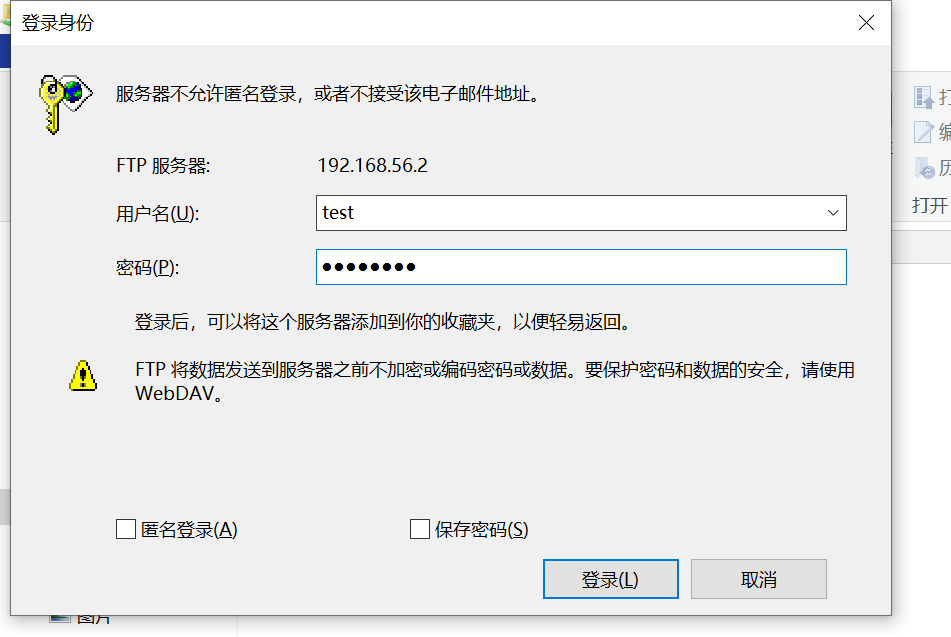 登录身份
服务器不允许匿名登录，或者不接受该电子邮件地址。
FTP 服务器:
192.168.56.2
用户名(U):
test
密码(P):
●●●●●●●●
登录后，可以将这个服务器添加到你的收藏夹，以便轻易返回。
FTP 将数据发送到服务器之前不加密或编码密码或数据。要保护密码和数据的安全，请使用
WebDAV。
匿名登录(A)
保存密码(S)
登录(L)
取消
打
编
历
打开
图片